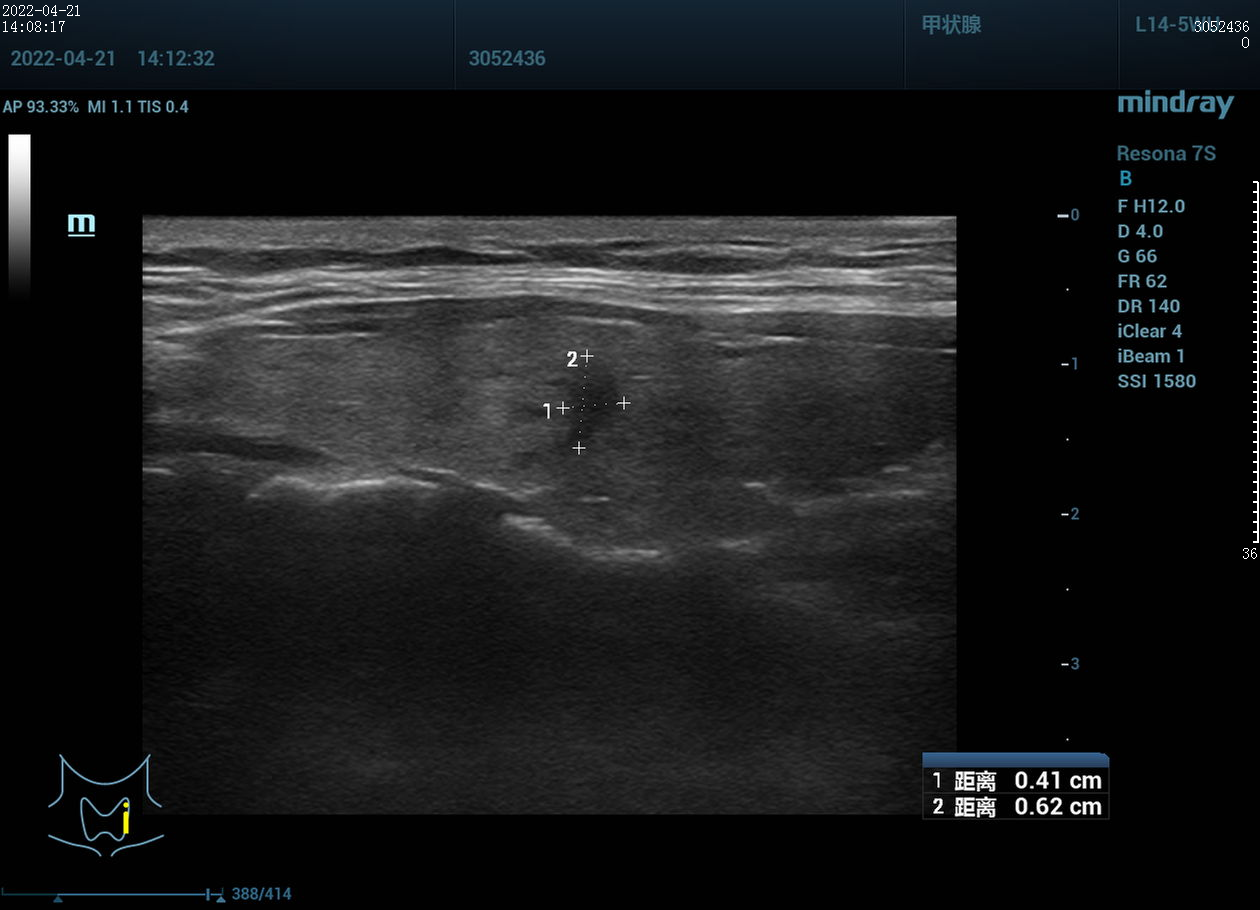 2022-04-21
14:08:17
甲状腺
L14-5W
3052436
0
2022-04-21 14:12:32
3052436
AP 93.33% MI 1.1 TIS 0.4
mindray
Resona 7S
B
F H12.0
D 4.0
G 66
FR 62
DR 140
iClear 4
iBeam 1
SSI 1580
m
0
1
2
3
36
2
1
1 距离 0.41 cm
2 距离 0.62 cm
388/414